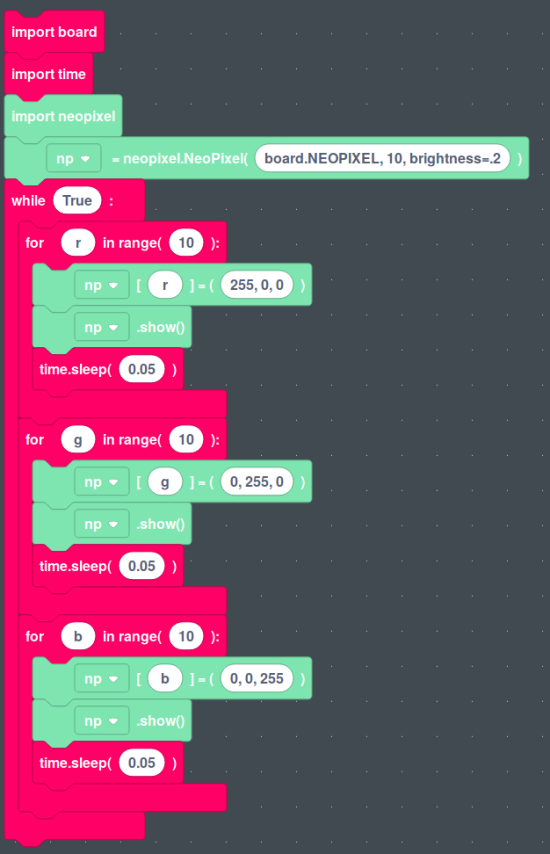 import board
import time
import neopixel
np = neopixel.NeoPixel( board.NEOPIXEL, 10, brightness=.2 )
while True :
for r in range( 10 ):
np [ r ] = ( 255, 0, 0 )
np .show()
time.sleep( 0.05 )
for g in range( 10 ):
np [ g ] = ( 0, 255, 0 )
np .show()
time.sleep( 0.05 )
for b in range( 10 ):
np [ b ] = ( 0, 0, 255 )
np .show()
time.sleep( 0.05 )